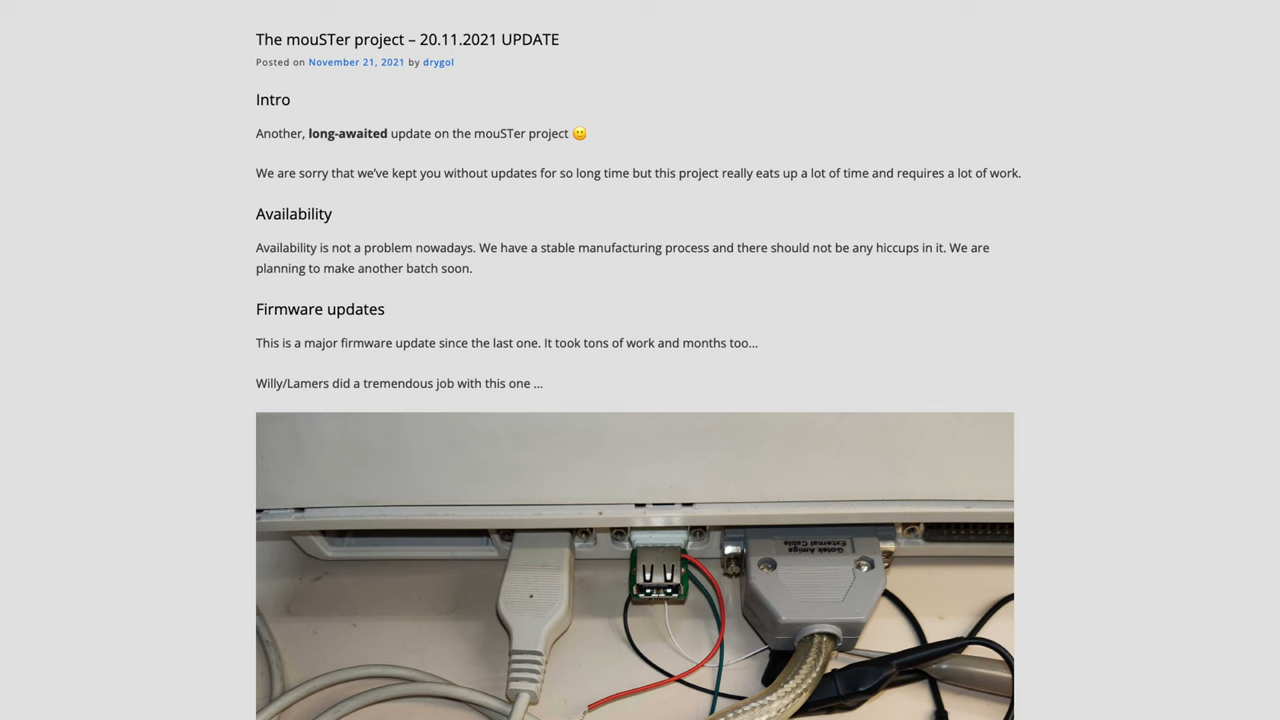 The mouSTer project – 20.11.2021 UPDATE
Posted on November 21, 2021 by drygol
Intro
Another, long-awaited update on the mouSTer project 🙂
We are sorry that we’ve kept you without updates for so long time but this project really eats up a lot of time and requires a lot of work.
Availability
Availability is not a problem nowadays. We have a stable manufacturing process and there should not be any hiccups in it. We are
planning to make another batch soon.
Firmware updates
This is a major firmware update since the last one. It took tons of work and months too…
Willy/Lamers did a tremendous job with this one …
Gotek Amiga
External Cable